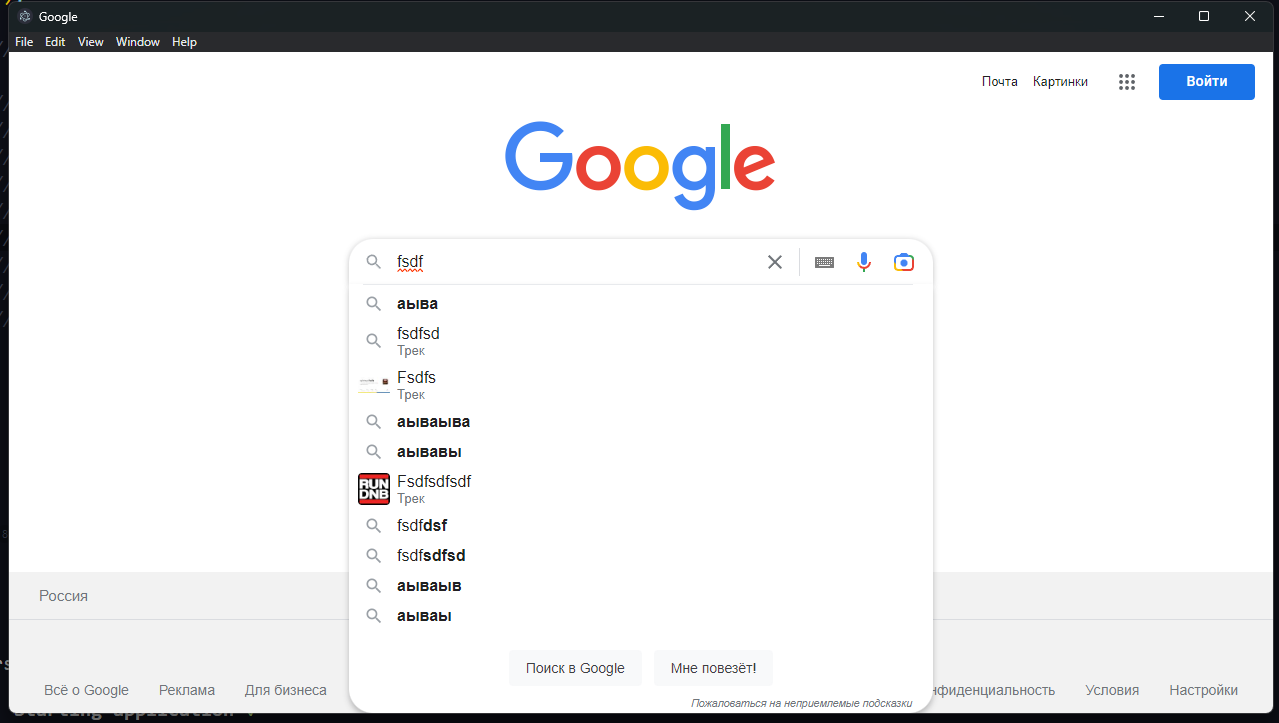 Google
File Edit View Window Help
Почта Картинки Войти
Google
fsdf
аыва
fsdfsd
Трек
Fsdfs
Трек
аываыва
аывавы
RUN
DNB
Fsdfsdfsdf
Трек
fsdfdsf
fsdfsdfsd
аываыв
аываы
Россия
Поиск в Google Мне повезёт!
Всё о Google Реклама Для бизнеса нфиденциальность Условия Настройки
Пожаловаться на неприемлемые подсказки